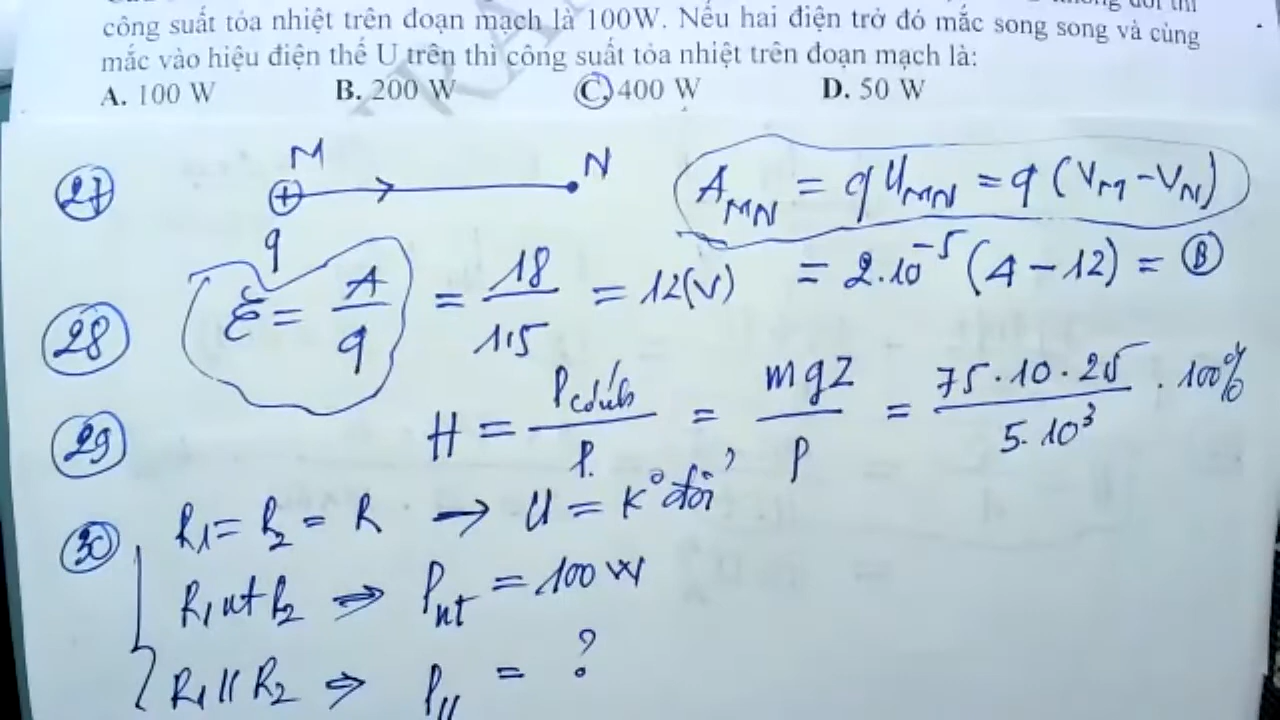 công suất tỏa nhiệt trên đoạn mạch là 100W. Nếu hai điện trở đó mắc song song và cùng
mắc vào hiệu điện thế U trên thì công suất tỏa nhiệt trên đoạn mạch là:
A. 100 W B. 200 W C. 400 W D. 50 W
27 M N A_MN = q U_MN = q (V_M - V_N)
q = 2.10^-5 (4 - 12) = B
28 ℰ = A/q = 18/1.5 = 12(V)
29 H = P_có ích/P = mgz/P = 75.10.25/5.10^3 . 100%
30 R1 = R2 = R → U = k° đổi
R1 nt R2 ⇒ P_nt = 100 W
R1 // R2 ⇒ P_// = ?